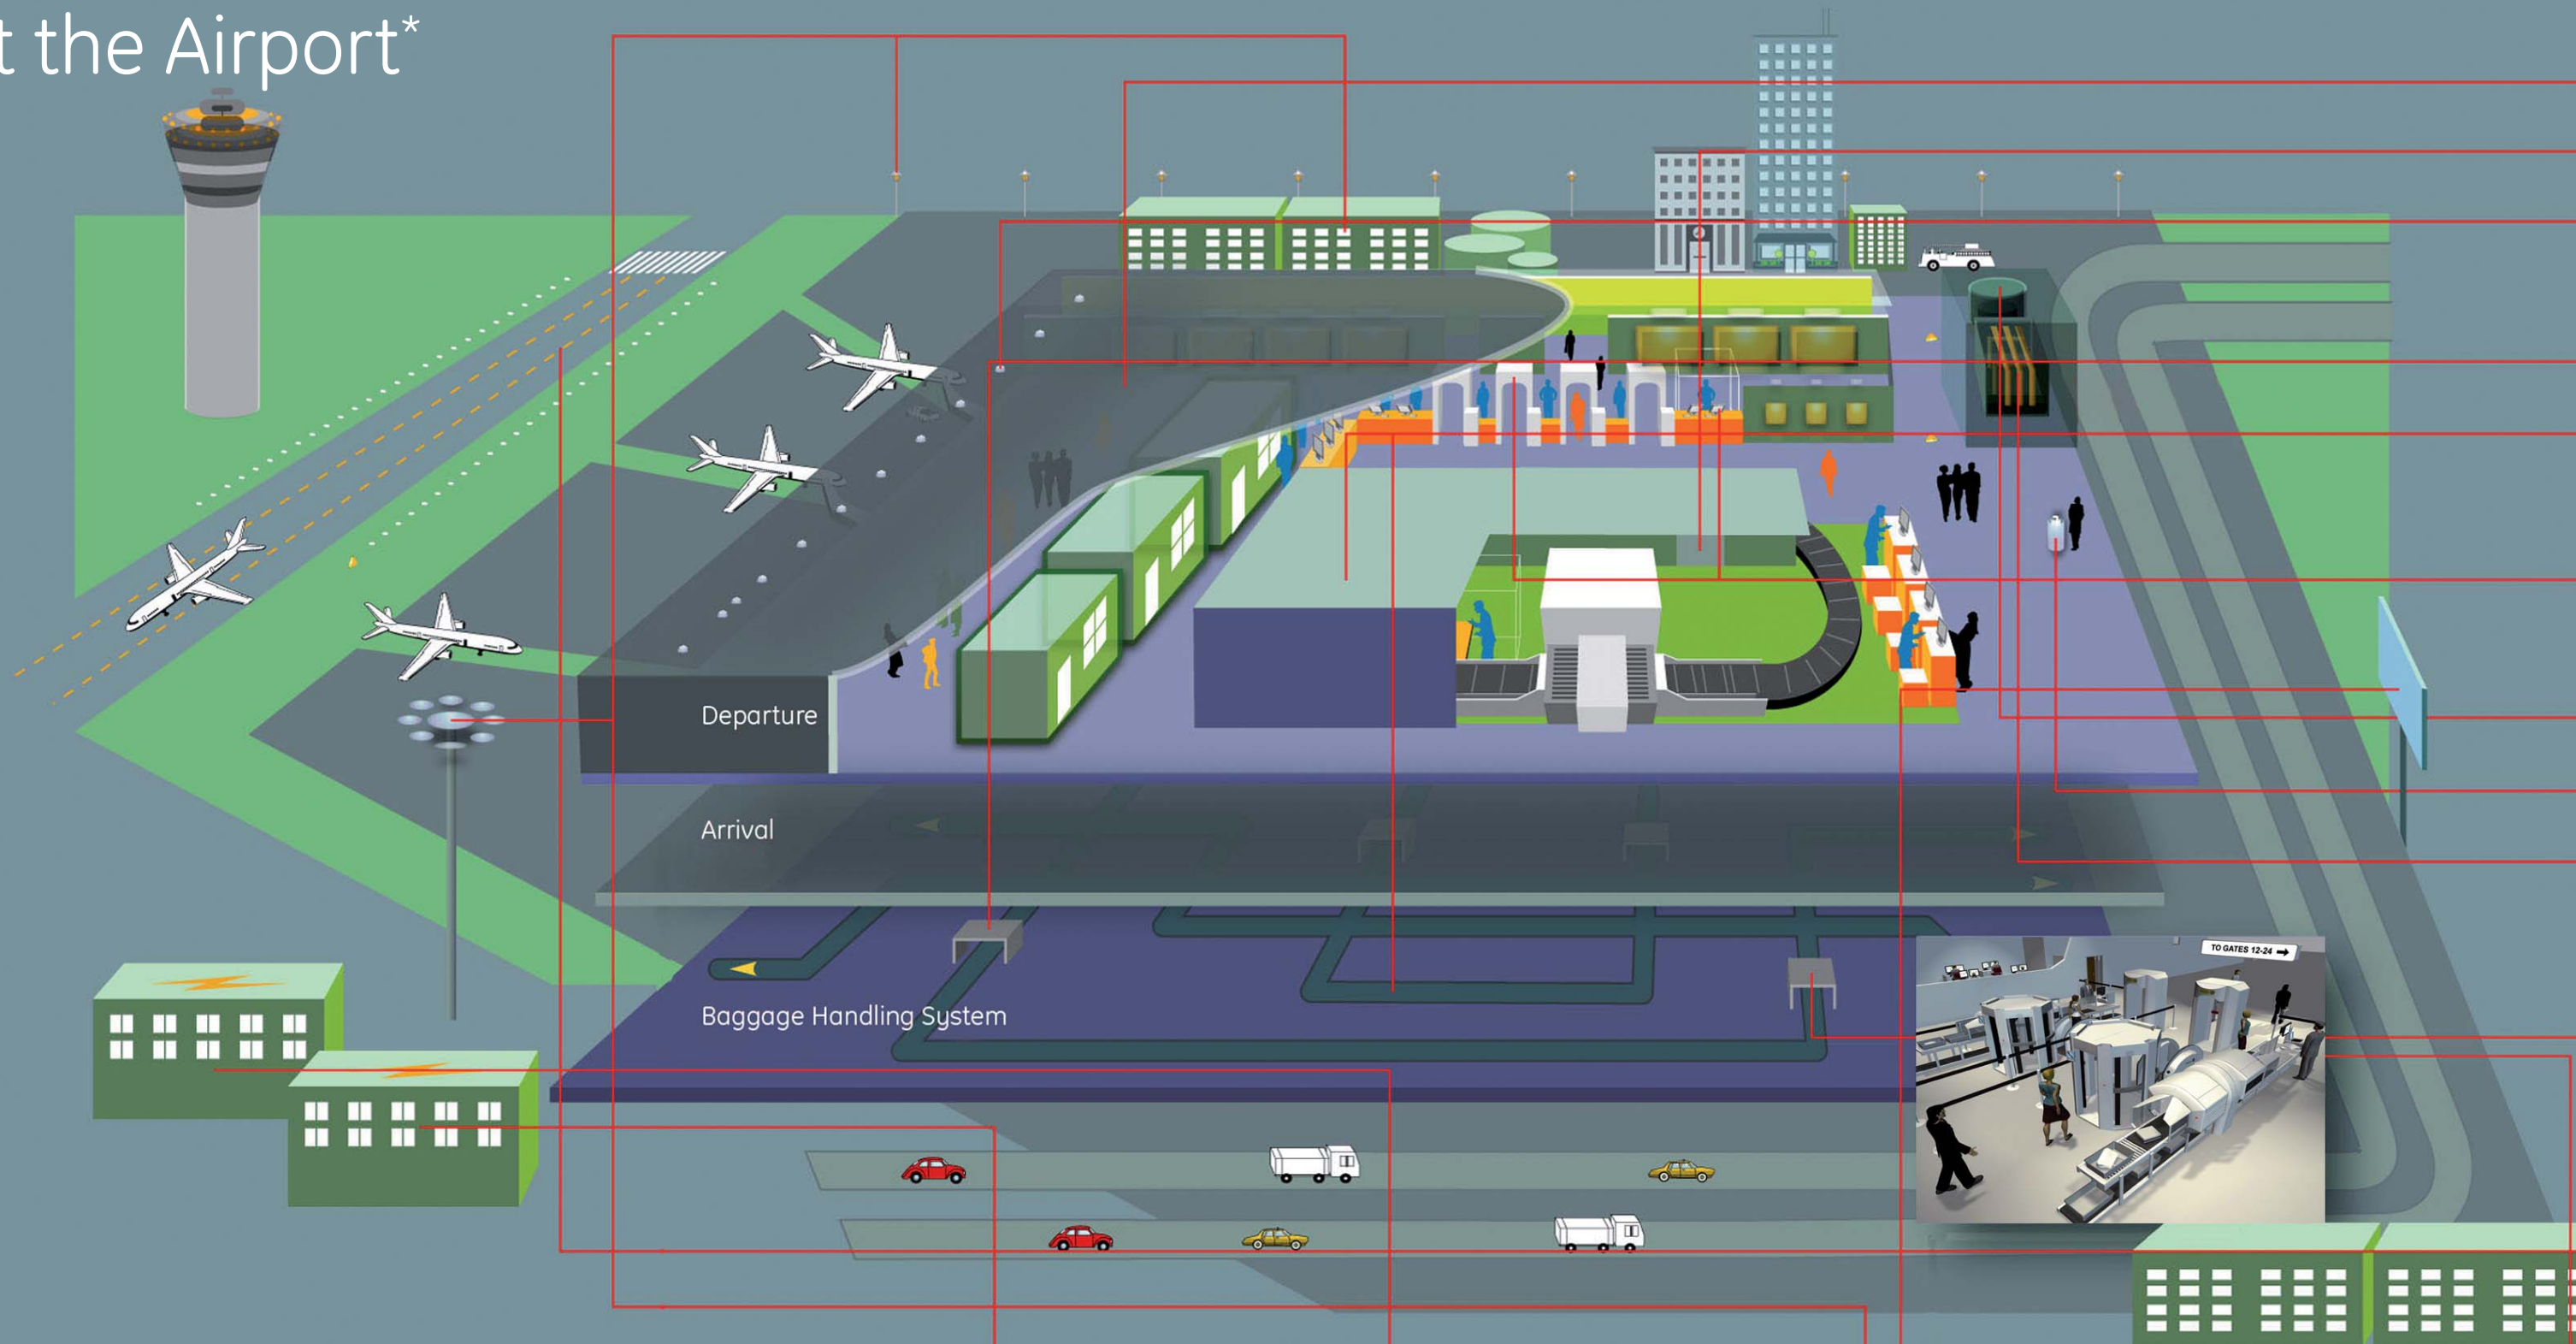 t the Airport*
Departure
Arrival
Baggage Handling System
TO GATES 12-24 →